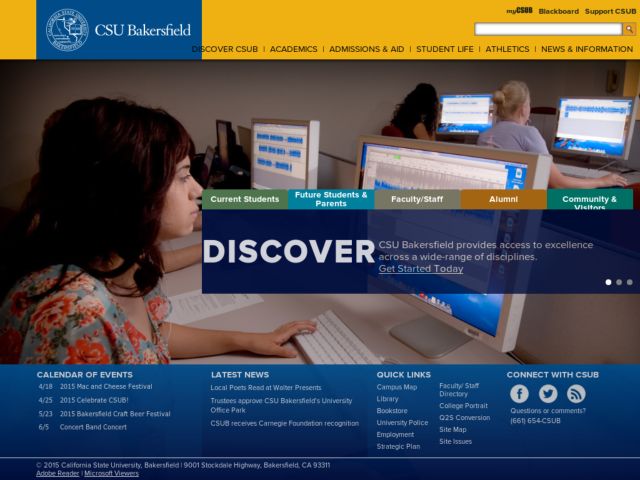 myCSUB Blackboard Support CSUB
CSU Bakersfield
CALIFORNIA STATE UNIVERSITY
BAKERSFIELD
DISCOVER CSUB | ACADEMICS | ADMISSIONS & AID | STUDENT LIFE | ATHLETICS | NEWS & INFORMATION
Current Students
Future Students &
Parents
Faculty/Staff
Alumni
Community &
Visitors
DISCOVER
CSU Bakersfield provides access to excellence
across a wide-range of disciplines.
Get Started Today
CALENDAR OF EVENTS
4/18 2015 Mac and Cheese Festival
4/25 2015 Celebrate CSUB!
5/23 2015 Bakersfield Craft Beer Festival
6/5 Concert Band Concert
LATEST NEWS
Local Poets Read at Walter Presents
Trustees approve CSU Bakersfield's University
Office Park
CSUB receives Carnegie Foundation recognition
QUICK LINKS
Campus Map
Library
Bookstore
University Police
Employment
Strategic Plan
Faculty/ Staff
Directory
College Portrait
Q2S Conversion
Site Map
Site Issues
CONNECT WITH CSUB
Questions or comments?
(661) 654-CSUB
© 2015 California State University, Bakersfield | 9001 Stockdale Highway, Bakersfield, CA 93311
Adobe Reader | Microsoft Viewers